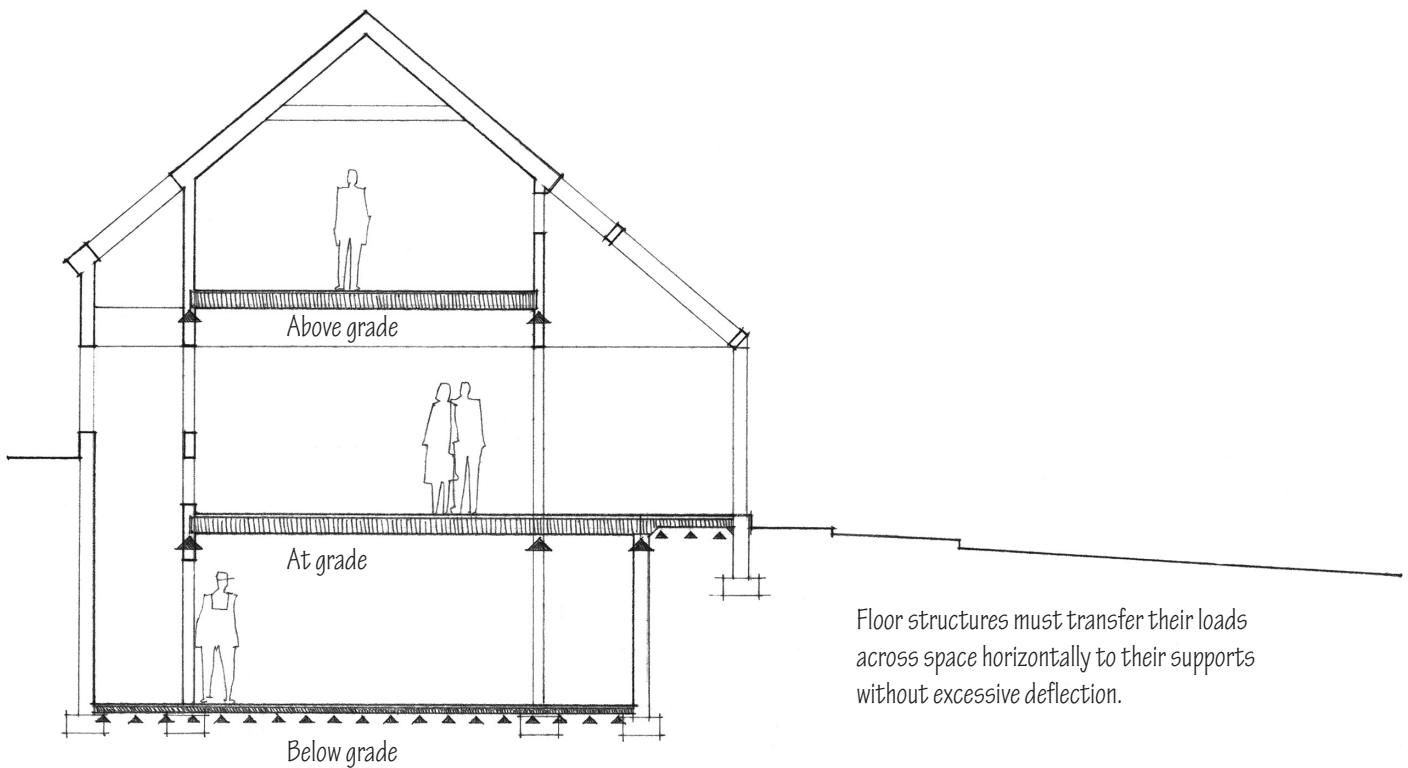 Above grade
At grade
Floor structures must transfer their loads
across space horizontally to their supports
without excessive deflection.
Below grade